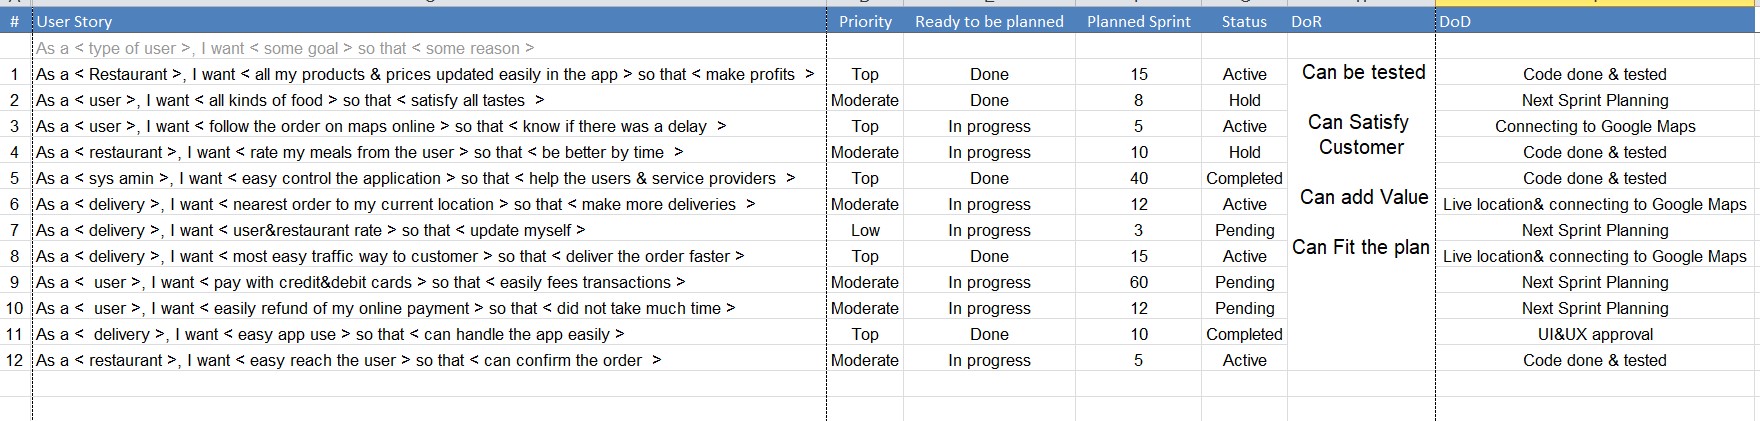 # User Story Priority Ready to be planned Planned Sprint Status DoR DoD
As a < type of user >, I want < some goal > so that < some reason >
1 As a < Restaurant >, I want < all my products & prices updated easily in the app > so that < make profits > Top Done 15 Active Can be tested Code done & tested
2 As a < user >, I want < all kinds of food > so that < satisfy all tastes > Moderate Done 8 Hold Next Sprint Planning
3 As a < user >, I want < follow the order on maps online > so that < know if there was a delay > Top In progress 5 Active Can Satisfy Connecting to Google Maps
4 As a < restaurant >, I want < rate my meals from the user > so that < be better by time > Moderate In progress 10 Hold Customer Code done & tested
5 As a < sys amin >, I want < easy control the application > so that < help the users & service providers > Top Done 40 Completed Code done & tested
6 As a < delivery >, I want < nearest order to my current location > so that < make more deliveries > Moderate In progress 12 Active Can add Value Live location& connecting to Google Maps
7 As a < delivery >, I want < user&restaurant rate > so that < update myself > Low In progress 3 Pending Next Sprint Planning
8 As a < delivery >, I want < most easy traffic way to customer > so that < deliver the order faster > Top Done 15 Active Can Fit the plan Live location& connecting to Google Maps
9 As a < user >, I want < pay with credit&debit cards > so that < easily fees transactions > Moderate In progress 60 Pending Next Sprint Planning
10 As a < user >, I want < easily refund of my online payment > so that < did not take much time > Moderate In progress 12 Pending Next Sprint Planning
11 As a < delivery >, I want < easy app use > so that < can handle the app easily > Top Done 10 Completed UI&UX approval
12 As a < restaurant >, I want < easy reach the user > so that < can confirm the order > Moderate In progress 5 Active Code done & tested